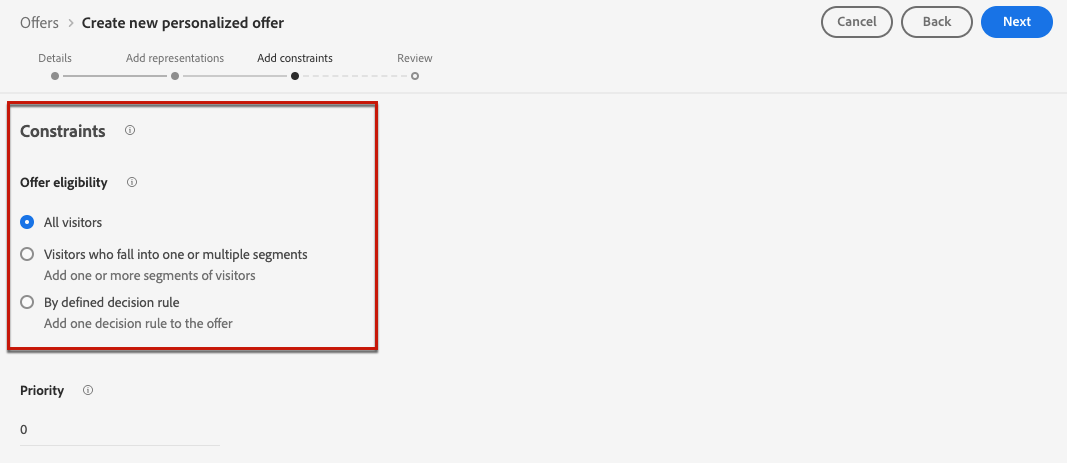 Offers > Create new personalized offer
Cancel
Back
Next
Details
Add representations
Add constraints
Review
Constraints
Offer eligibility
All visitors
Visitors who fall into one or multiple segments
Add one or more segments of visitors
By defined decision rule
Add one decision rule to the offer
Priority
0